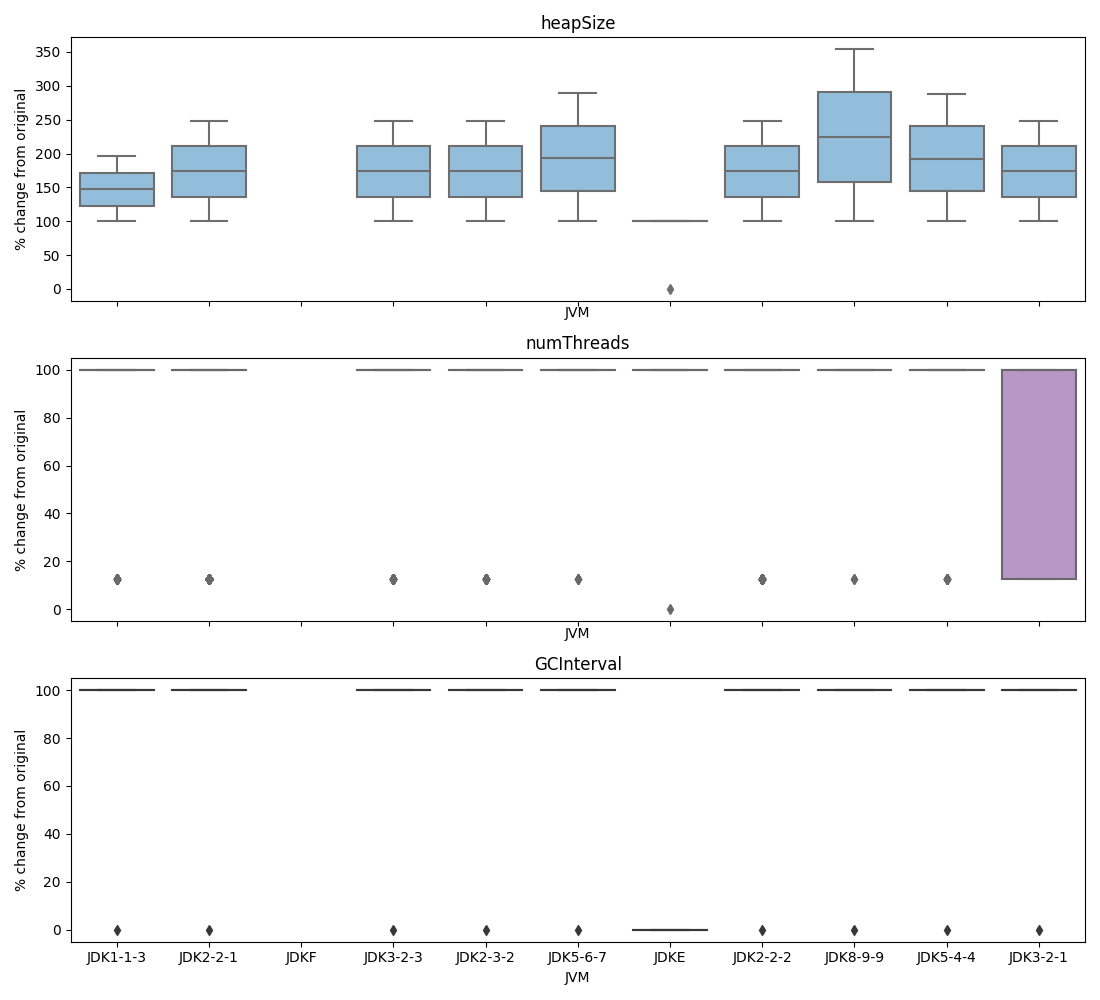 heapSize
% change from original
350
300
250
200
150
100
50
0
JVM
numThreads
% change from original
100
80
60
40
20
0
JVM
GCInterval
% change from original
100
80
60
40
20
0
JDK1-1-3 JDK2-2-1 JDKF JDK3-2-3 JDK2-3-2 JDK5-6-7 JDKE JDK2-2-2 JDK8-9-9 JDK5-4-4 JDK3-2-1
JVM